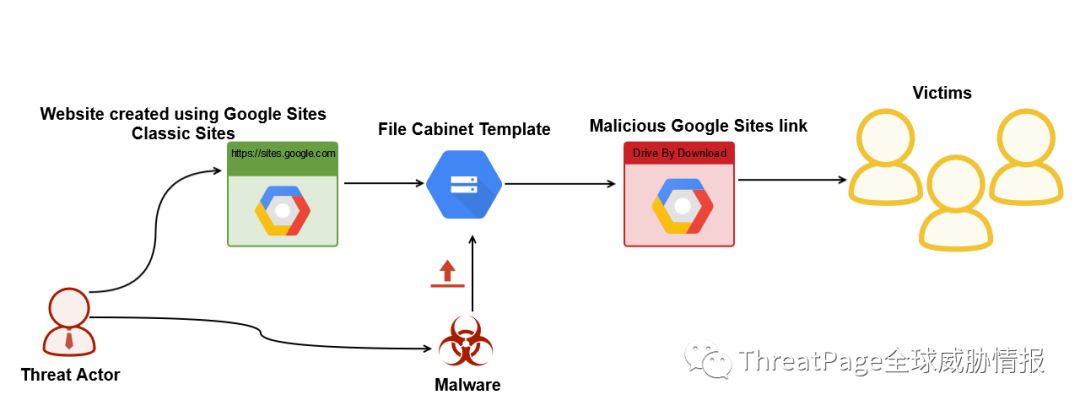 Victims
Website created using Google Sites
Classic Sites
File Cabinet Template
Malicious Google Sites link
https://sites.google.com
Drive By Download
Threat Actor
Malware
ThreatPage全球威胁情报